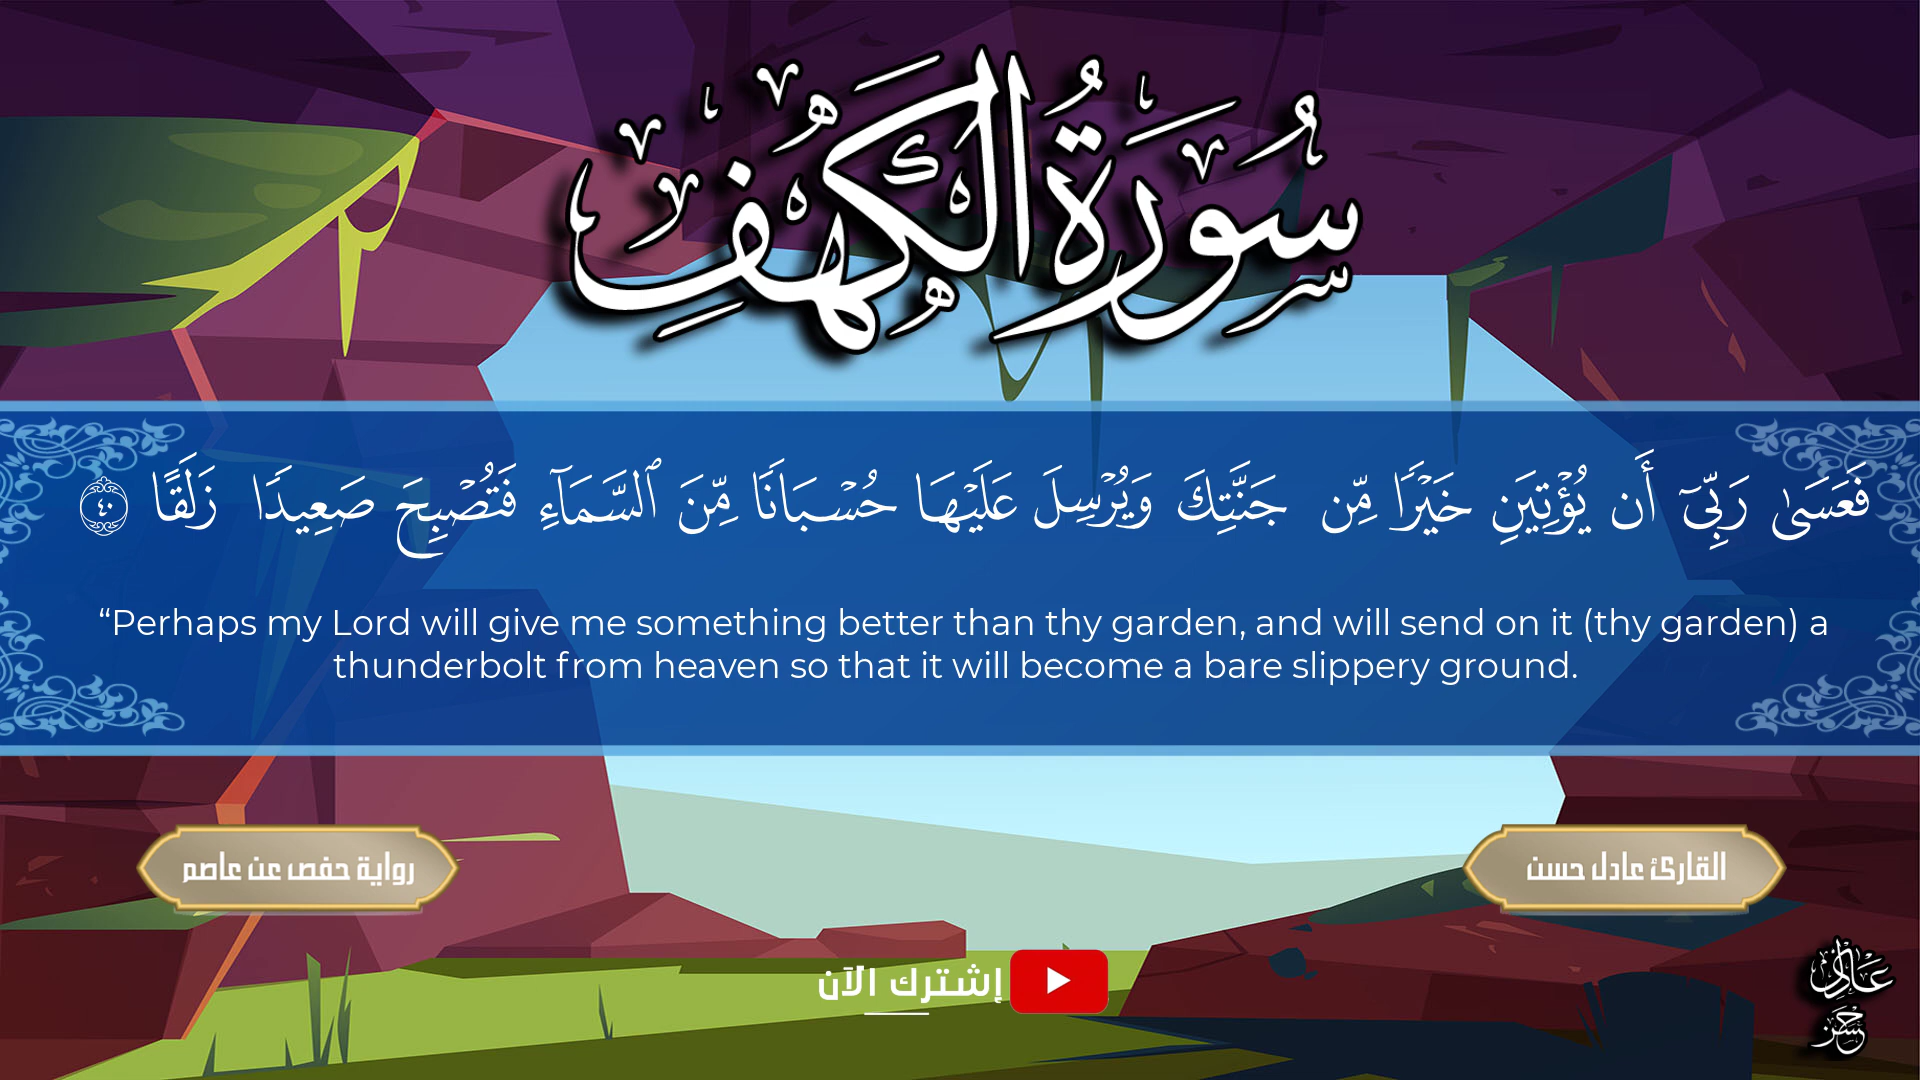 سُورَةُ الكَهْفِ
فَعَسَىٰ رَبِّىٓ أَن يُؤْتِيَنِ خَيْرًا مِّن جَنَّتِكَ وَيُرْسِلَ عَلَيْهَا حُسْبَانًا مِّنَ ٱلسَّمَآءِ فَتُصْبِحَ صَعِيدًا زَلَقًا ٤٠
“Perhaps my Lord will give me something better than thy garden, and will send on it (thy garden) a
thunderbolt from heaven so that it will become a bare slippery ground.
القارئ عادل حسن
رواية حفص عن عاصم
إشترك الآن
عادل
حسن